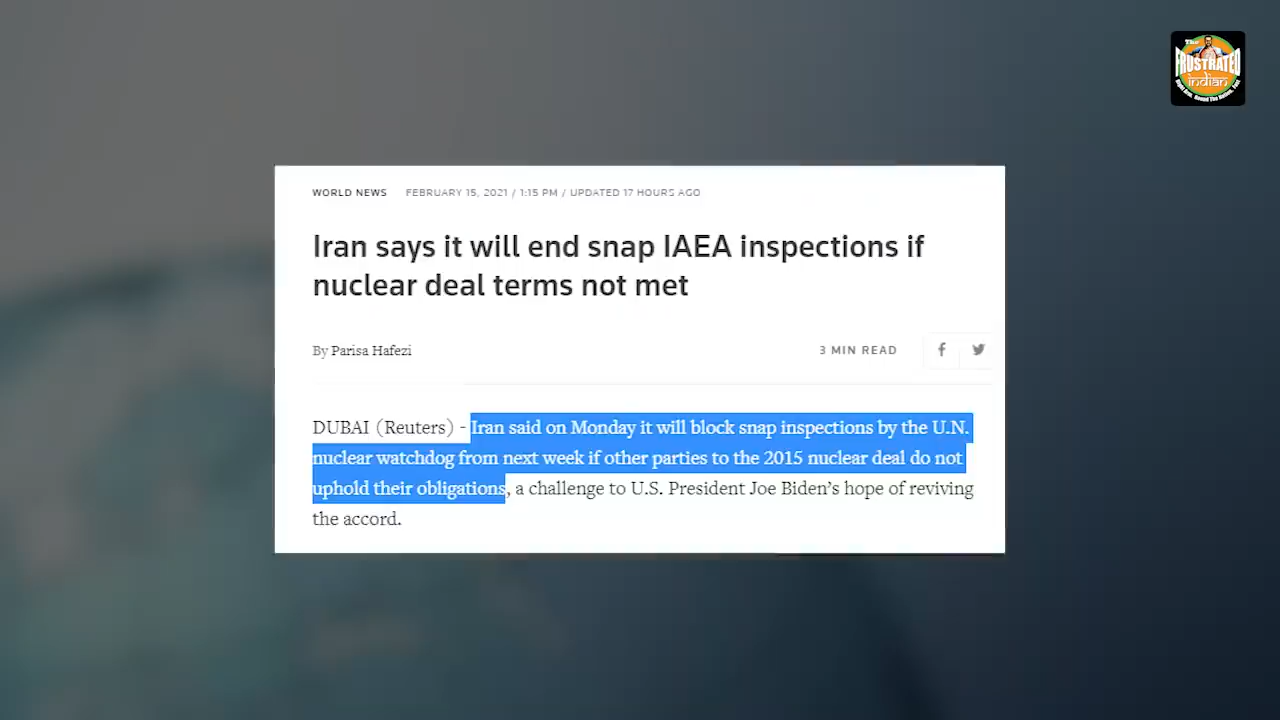 The
FRUSTRATED
indian
WORLD NEWS FEBRUARY 15, 2021 / 1:15 PM / UPDATED 17 HOURS AGO
Iran says it will end snap IAEA inspections if
nuclear deal terms not met
By Parisa Hafezi
3 MIN READ
DUBAI (Reuters) - Iran said on Monday it will block snap inspections by the U.N.
nuclear watchdog from next week if other parties to the 2015 nuclear deal do not
uphold their obligations, a challenge to U.S. President Joe Biden’s hope of reviving
the accord.